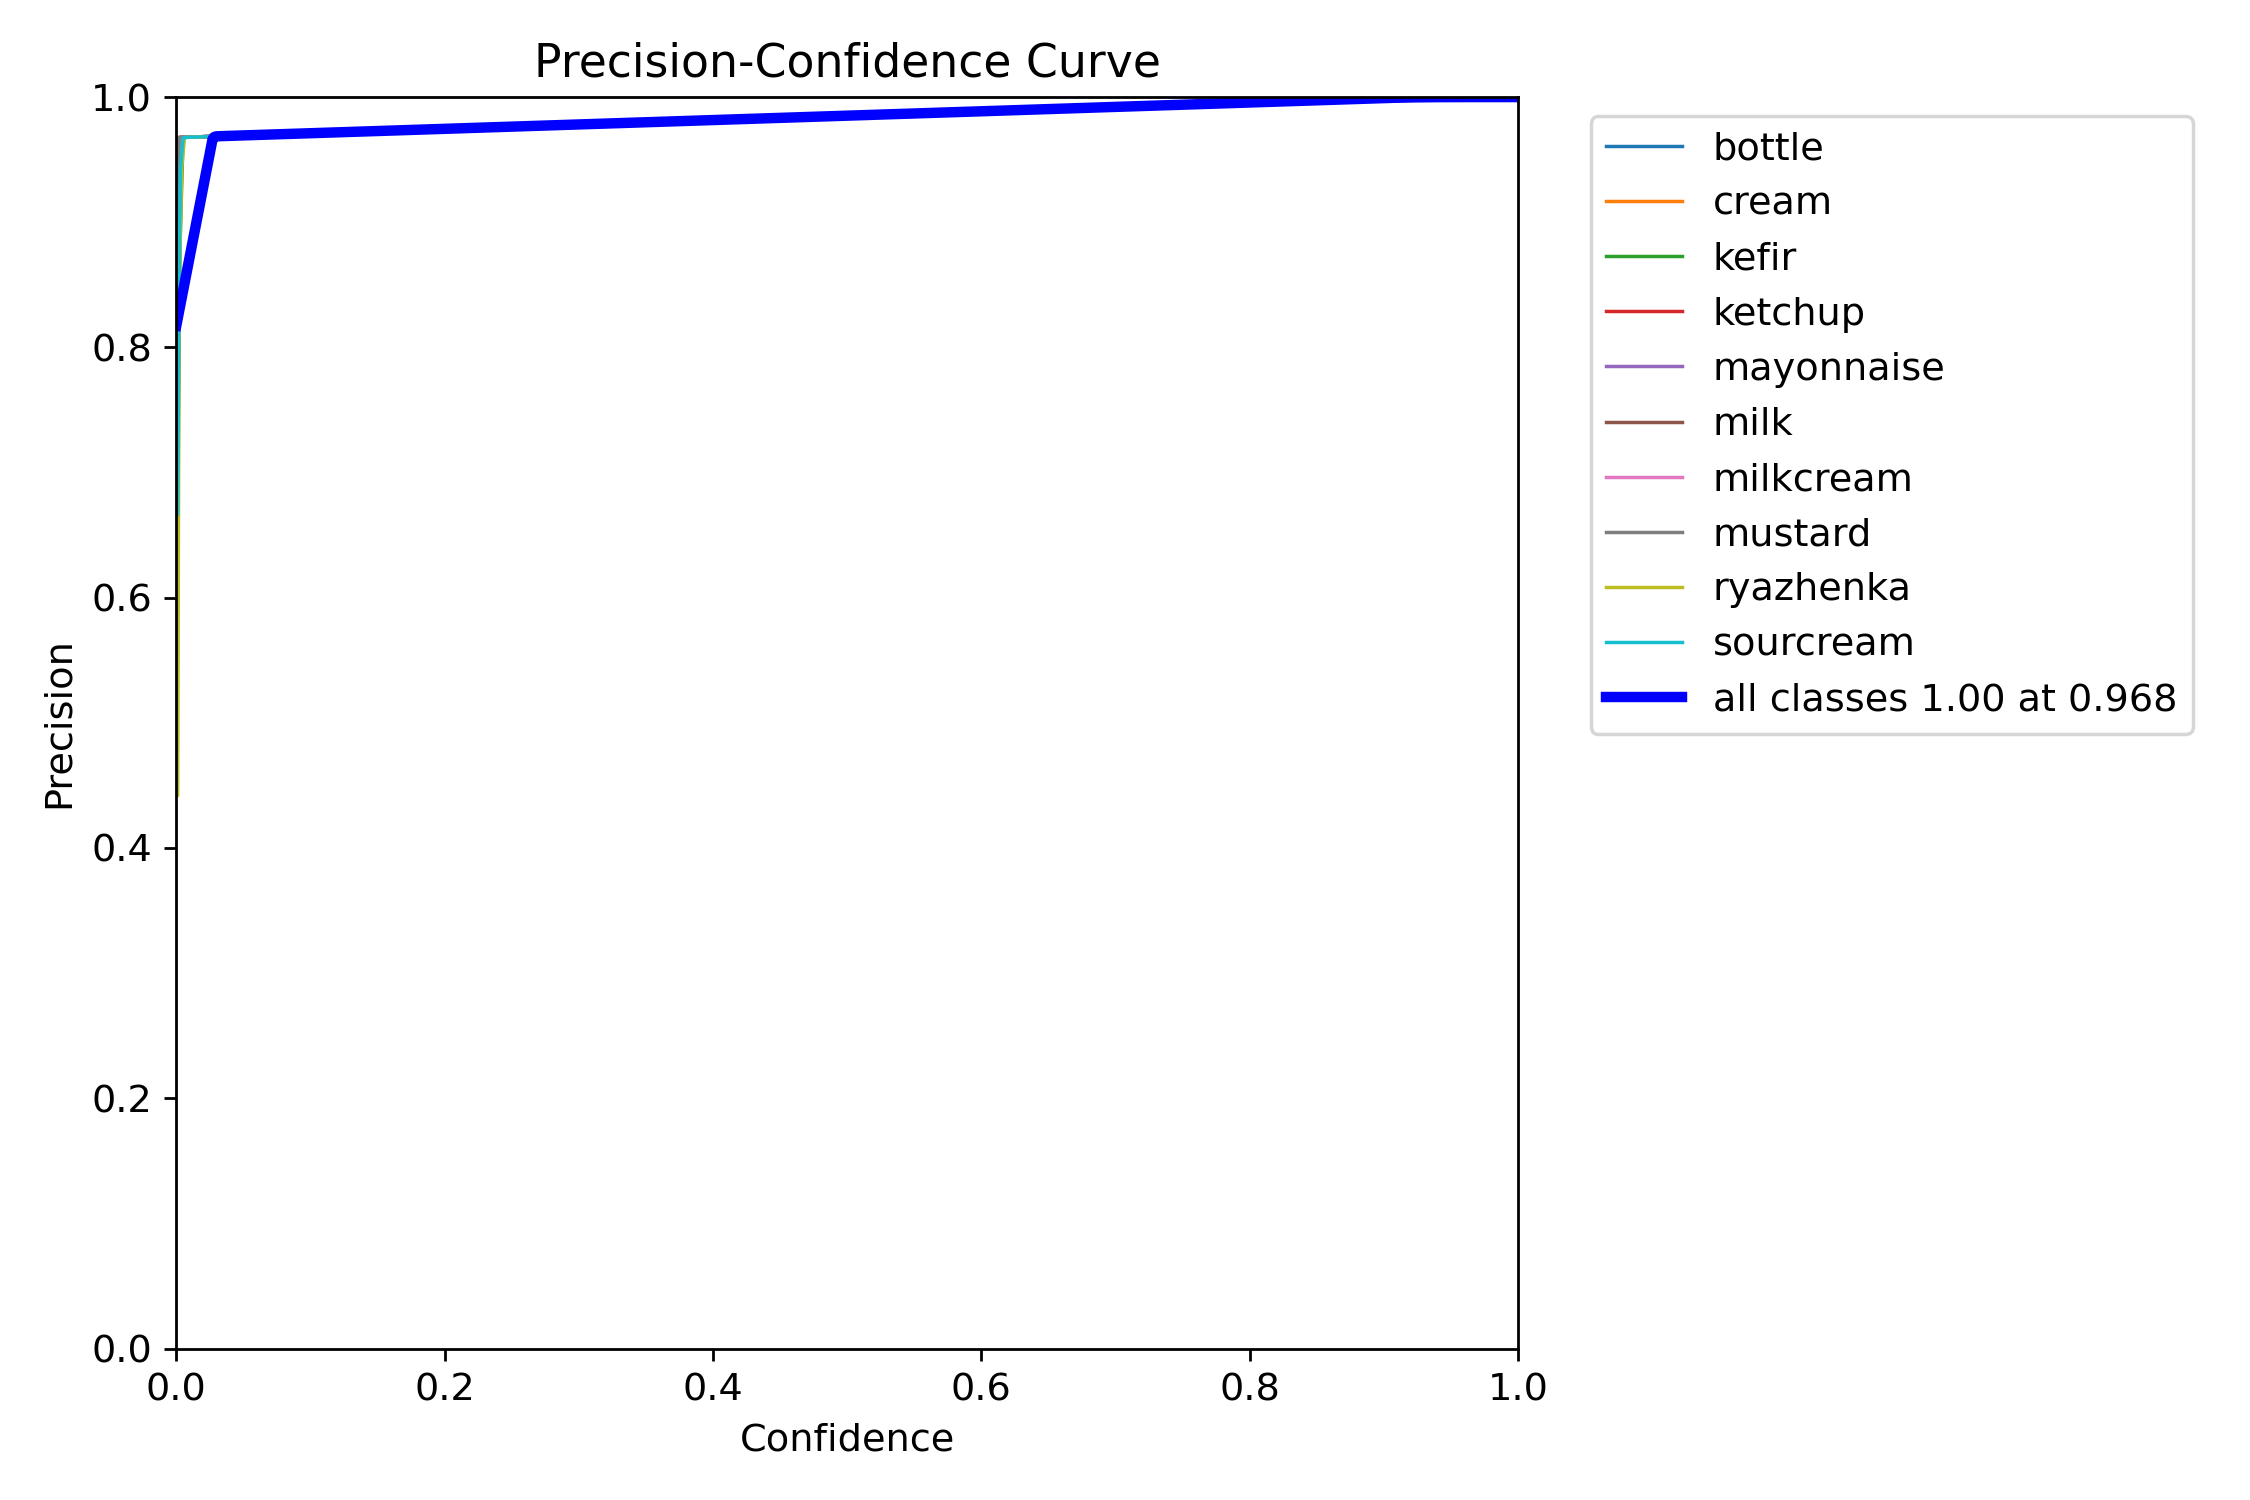 Precision-Confidence Curve
1.0
0.8
0.6
0.4
0.2
0.0
Precision
0.0 0.2 0.4 0.6 0.8 1.0
Confidence
bottle
cream
kefir
ketchup
mayonnaise
milk
milkcream
mustard
ryazhenka
sourcream
all classes 1.00 at 0.968